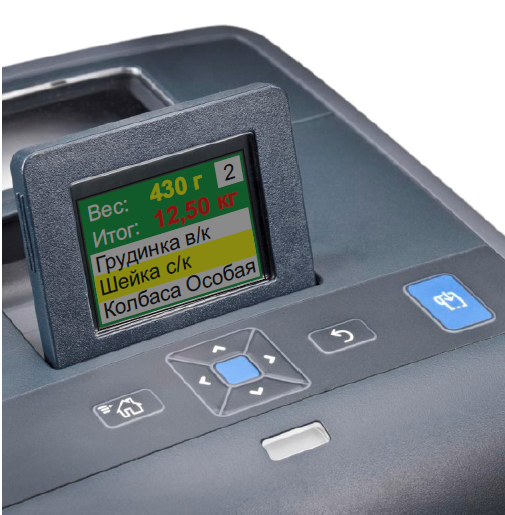 Вес: 430 г 2
Итог: 12,50 кг
Грудинка в/к
Шейка с/к
Колбаса Особая